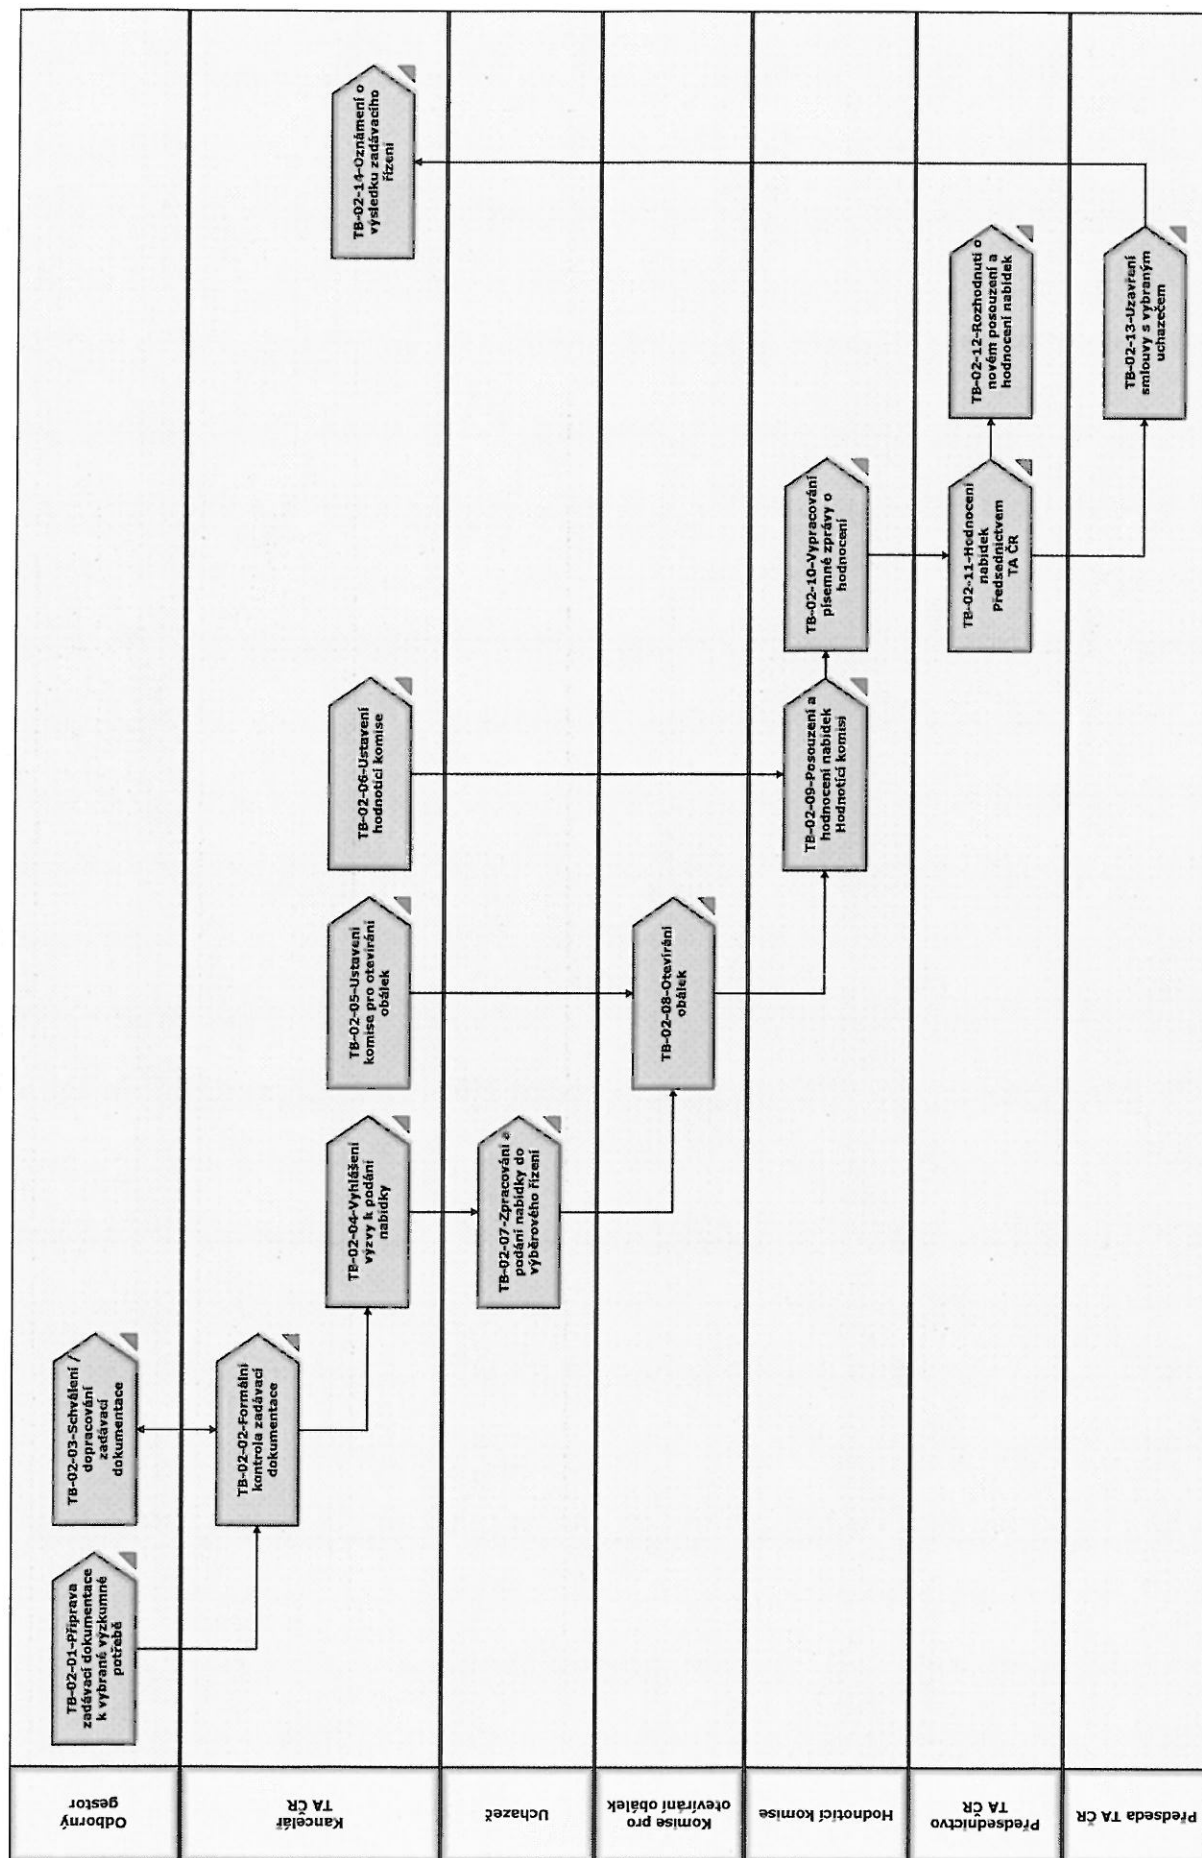 Odborný
gestor
TB-02-01-Příprava
zadávací dokumentace
k vybrané výzkumné
potřebě
TB-02-03-Schválení /
dopracování
zadávací
dokumentace
Kancelář
TA ČR
TB-02-02-Formální
kontrola zadávací
dokumentace
TB-02-04-Vyhlášení
výzvy k podání
nabídky
TB-02-05-Ustavení
komise pro otevírání
obálek
TB-02-06-Ustavení
hodnotící komise
TB-02-14-Oznámení o
výsledku zadávacího
řízení
Uchazeč
TB-02-07-Zpracování a
podání nabídky do
výběrového řízení
Komise pro
otevírání obálek
TB-02-08-Otevírání
obálek
Hodnotící komise
TB-02-09-Posouzení a
hodnocení nabídek
Hodnotící komisí
TB-02-10-Vypracování
písemné zprávy o
hodnocení
Předsednictvo
TA ČR
TB-02-11-Hodnocení
nabídek
předsednictvem
TA ČR
TB-02-12-Rozhodnutí o
novém posouzení a
hodnocení nabídek
Předseda TA ČR
TB-02-13-Uzavření
smlouvy s vybraným
uchazečem